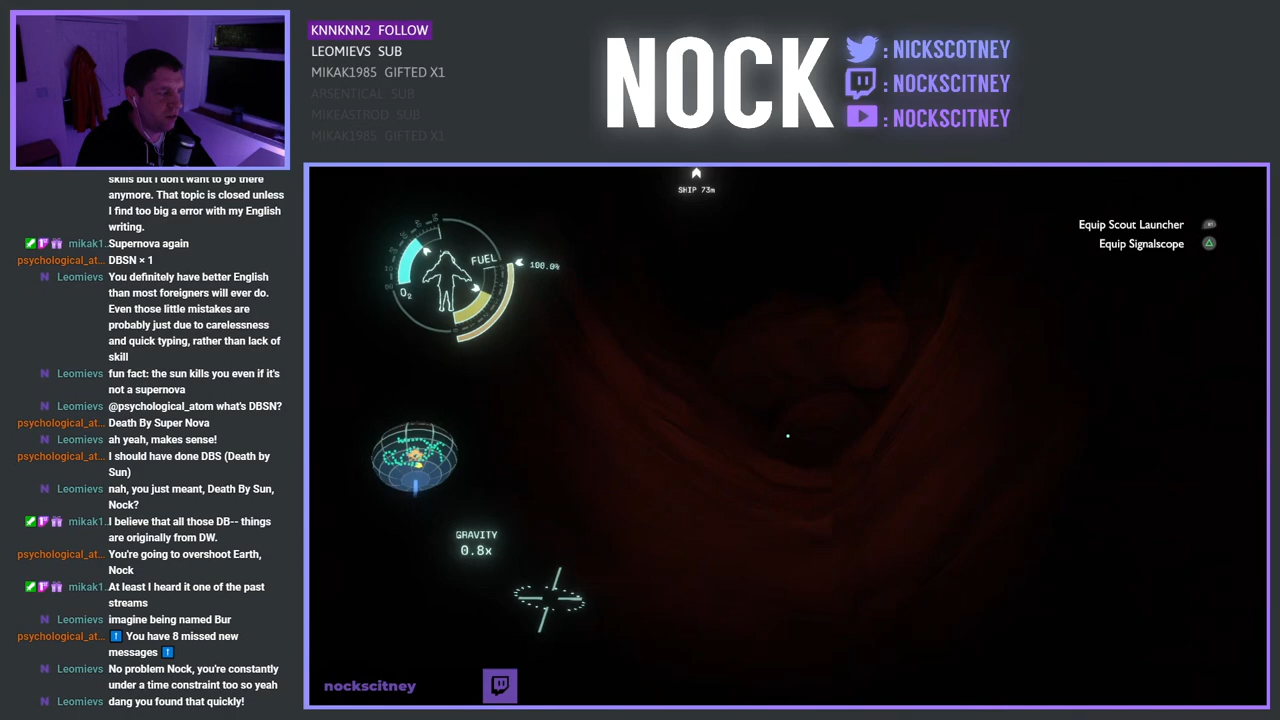 KNNKNN2 FOLLOW
LEOMIEVS SUB
MIKAK1985 GIFTED X1
ARSENTICAL SUB
MIKEASTROD SUB
MIKAK1985 GIFTED X1
NOCK
: NICKSCOTNEY
: NOCKSCITNEY
: NOCKSCITNEY
skills but I don't want to go there
anymore. That topic is closed unless
I find too big a error with my English
writing.
mikak1.. Supernova again
psychological_at... DBSN × 1
Leomievs You definitely have better English
than most foreigners will ever do.
Even those little mistakes are
probably just due to carelessness
and quick typing, rather than lack of
skill
Leomievs fun fact: the sun kills you even if it's
not a supernova
Leomievs @psychological_atom what's DBSN?
psychological_at... Death By Super Nova
Leomievs ah yeah, makes sense!
psychological_at... I should have done DBS (Death by
Sun)
Leomievs nah, you just meant, Death By Sun,
Nock?
mikak1.. I believe that all those DB-- things
are originally from DW.
psychological_at... You're going to overshoot Earth,
Nock
mikak1.. At least I heard it one of the past
streams
Leomievs imagine being named Bur
psychological_at... You have 8 missed new
messages
Leomievs No problem Nock, you're constantly
under a time constraint too so yeah
Leomievs dang you found that quickly!
SHIP 73m
Equip Scout Launcher
Equip Signalscope
FUEL
100.0%
O2
GRAVITY
0.8x
nockscitney